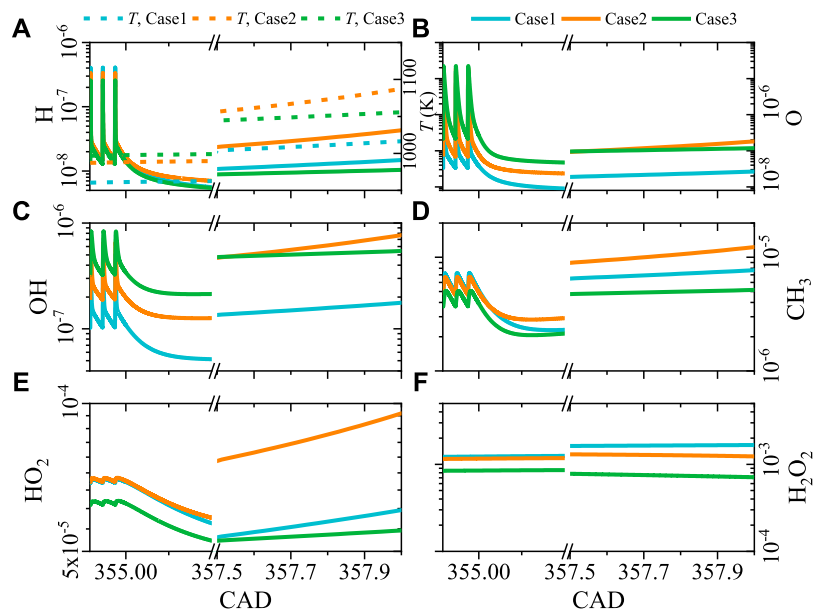 T, Case1 T, Case2 T, Case3 Case1 Case2 Case3
A
B
10⁻⁶
10⁻⁷
10⁻⁸
H
1100
1000
T (K)
10⁻⁶
10⁻⁸
O
C
D
10⁻⁶
10⁻⁷
OH
10⁻⁵
10⁻⁶
CH₃
E
F
10⁻⁴
5x10⁻⁵
HO₂
10⁻³
10⁻⁴
H₂O₂
355.00 357.5 357.7 357.9 355.00 357.5 357.7 357.9
CAD CAD